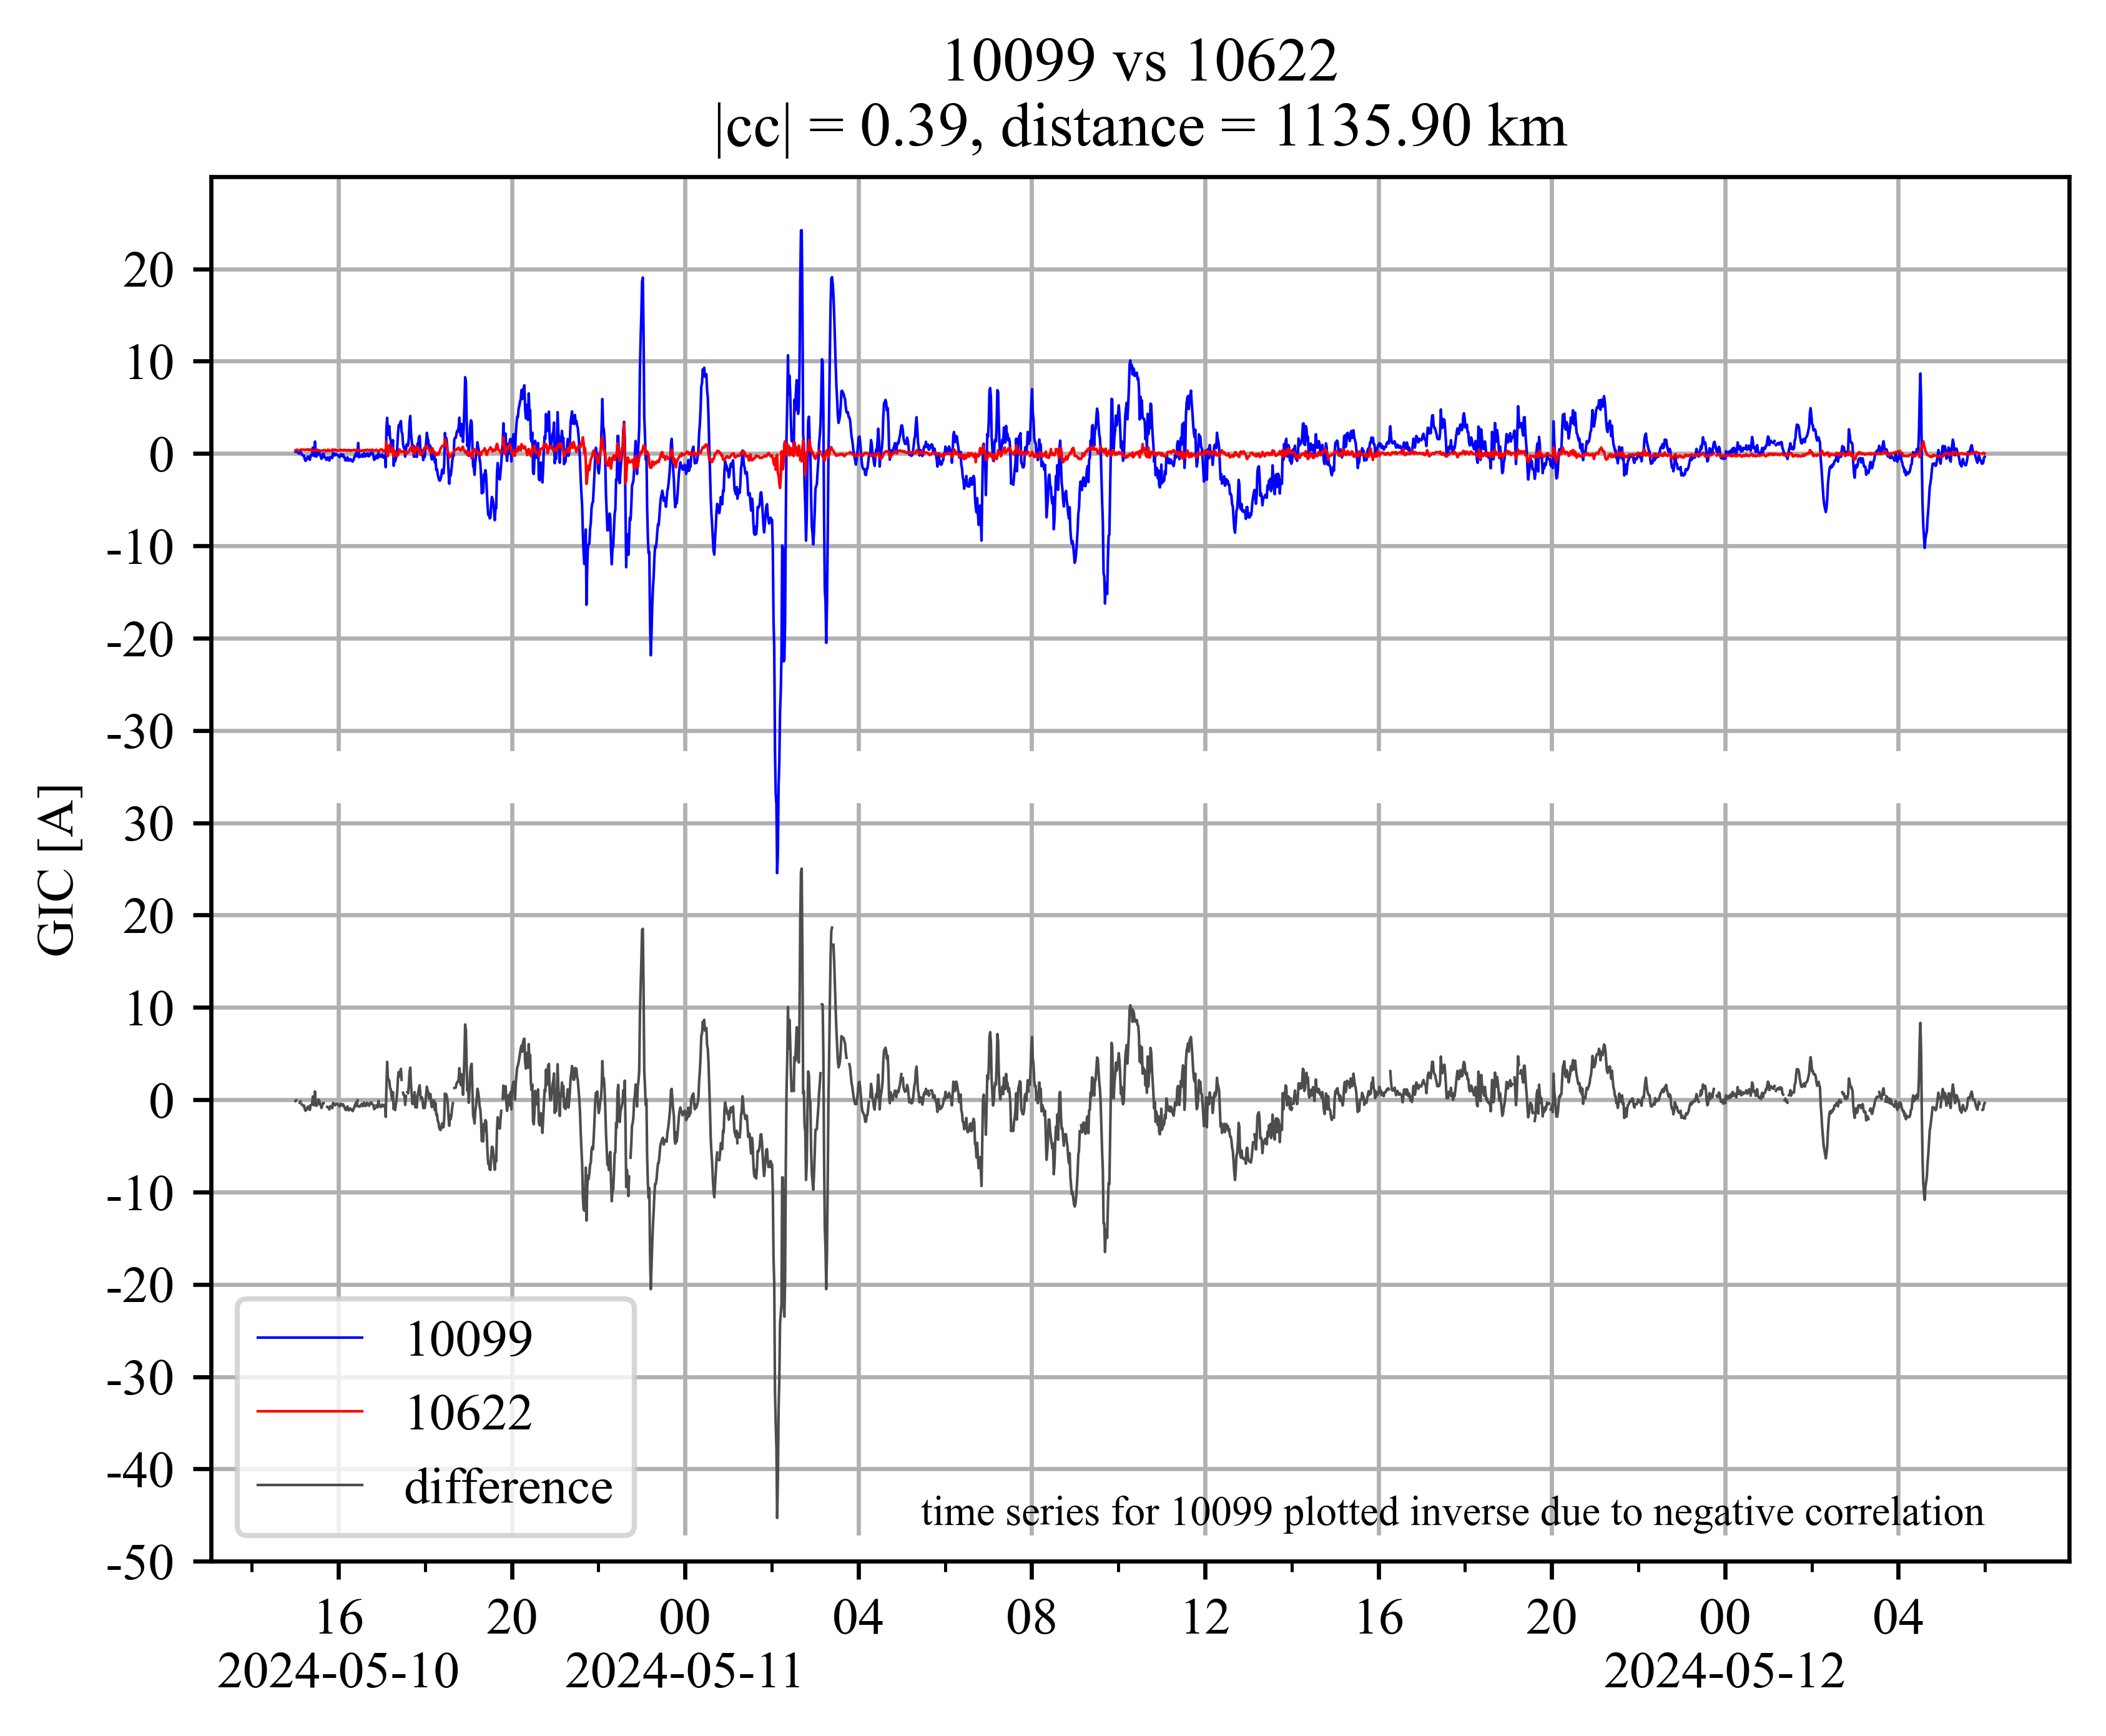 10099 vs 10622
|cc| = 0.39, distance = 1135.90 km
20
10
0
-10
-20
-30
30
20
10
0
-10
-20
-30
-40
-50
GIC [A]
10099
10622
difference
time series for 10099 plotted inverse due to negative correlation
16 20 00 04 08 12 16 20 00 04
2024-05-10 2024-05-11 2024-05-12